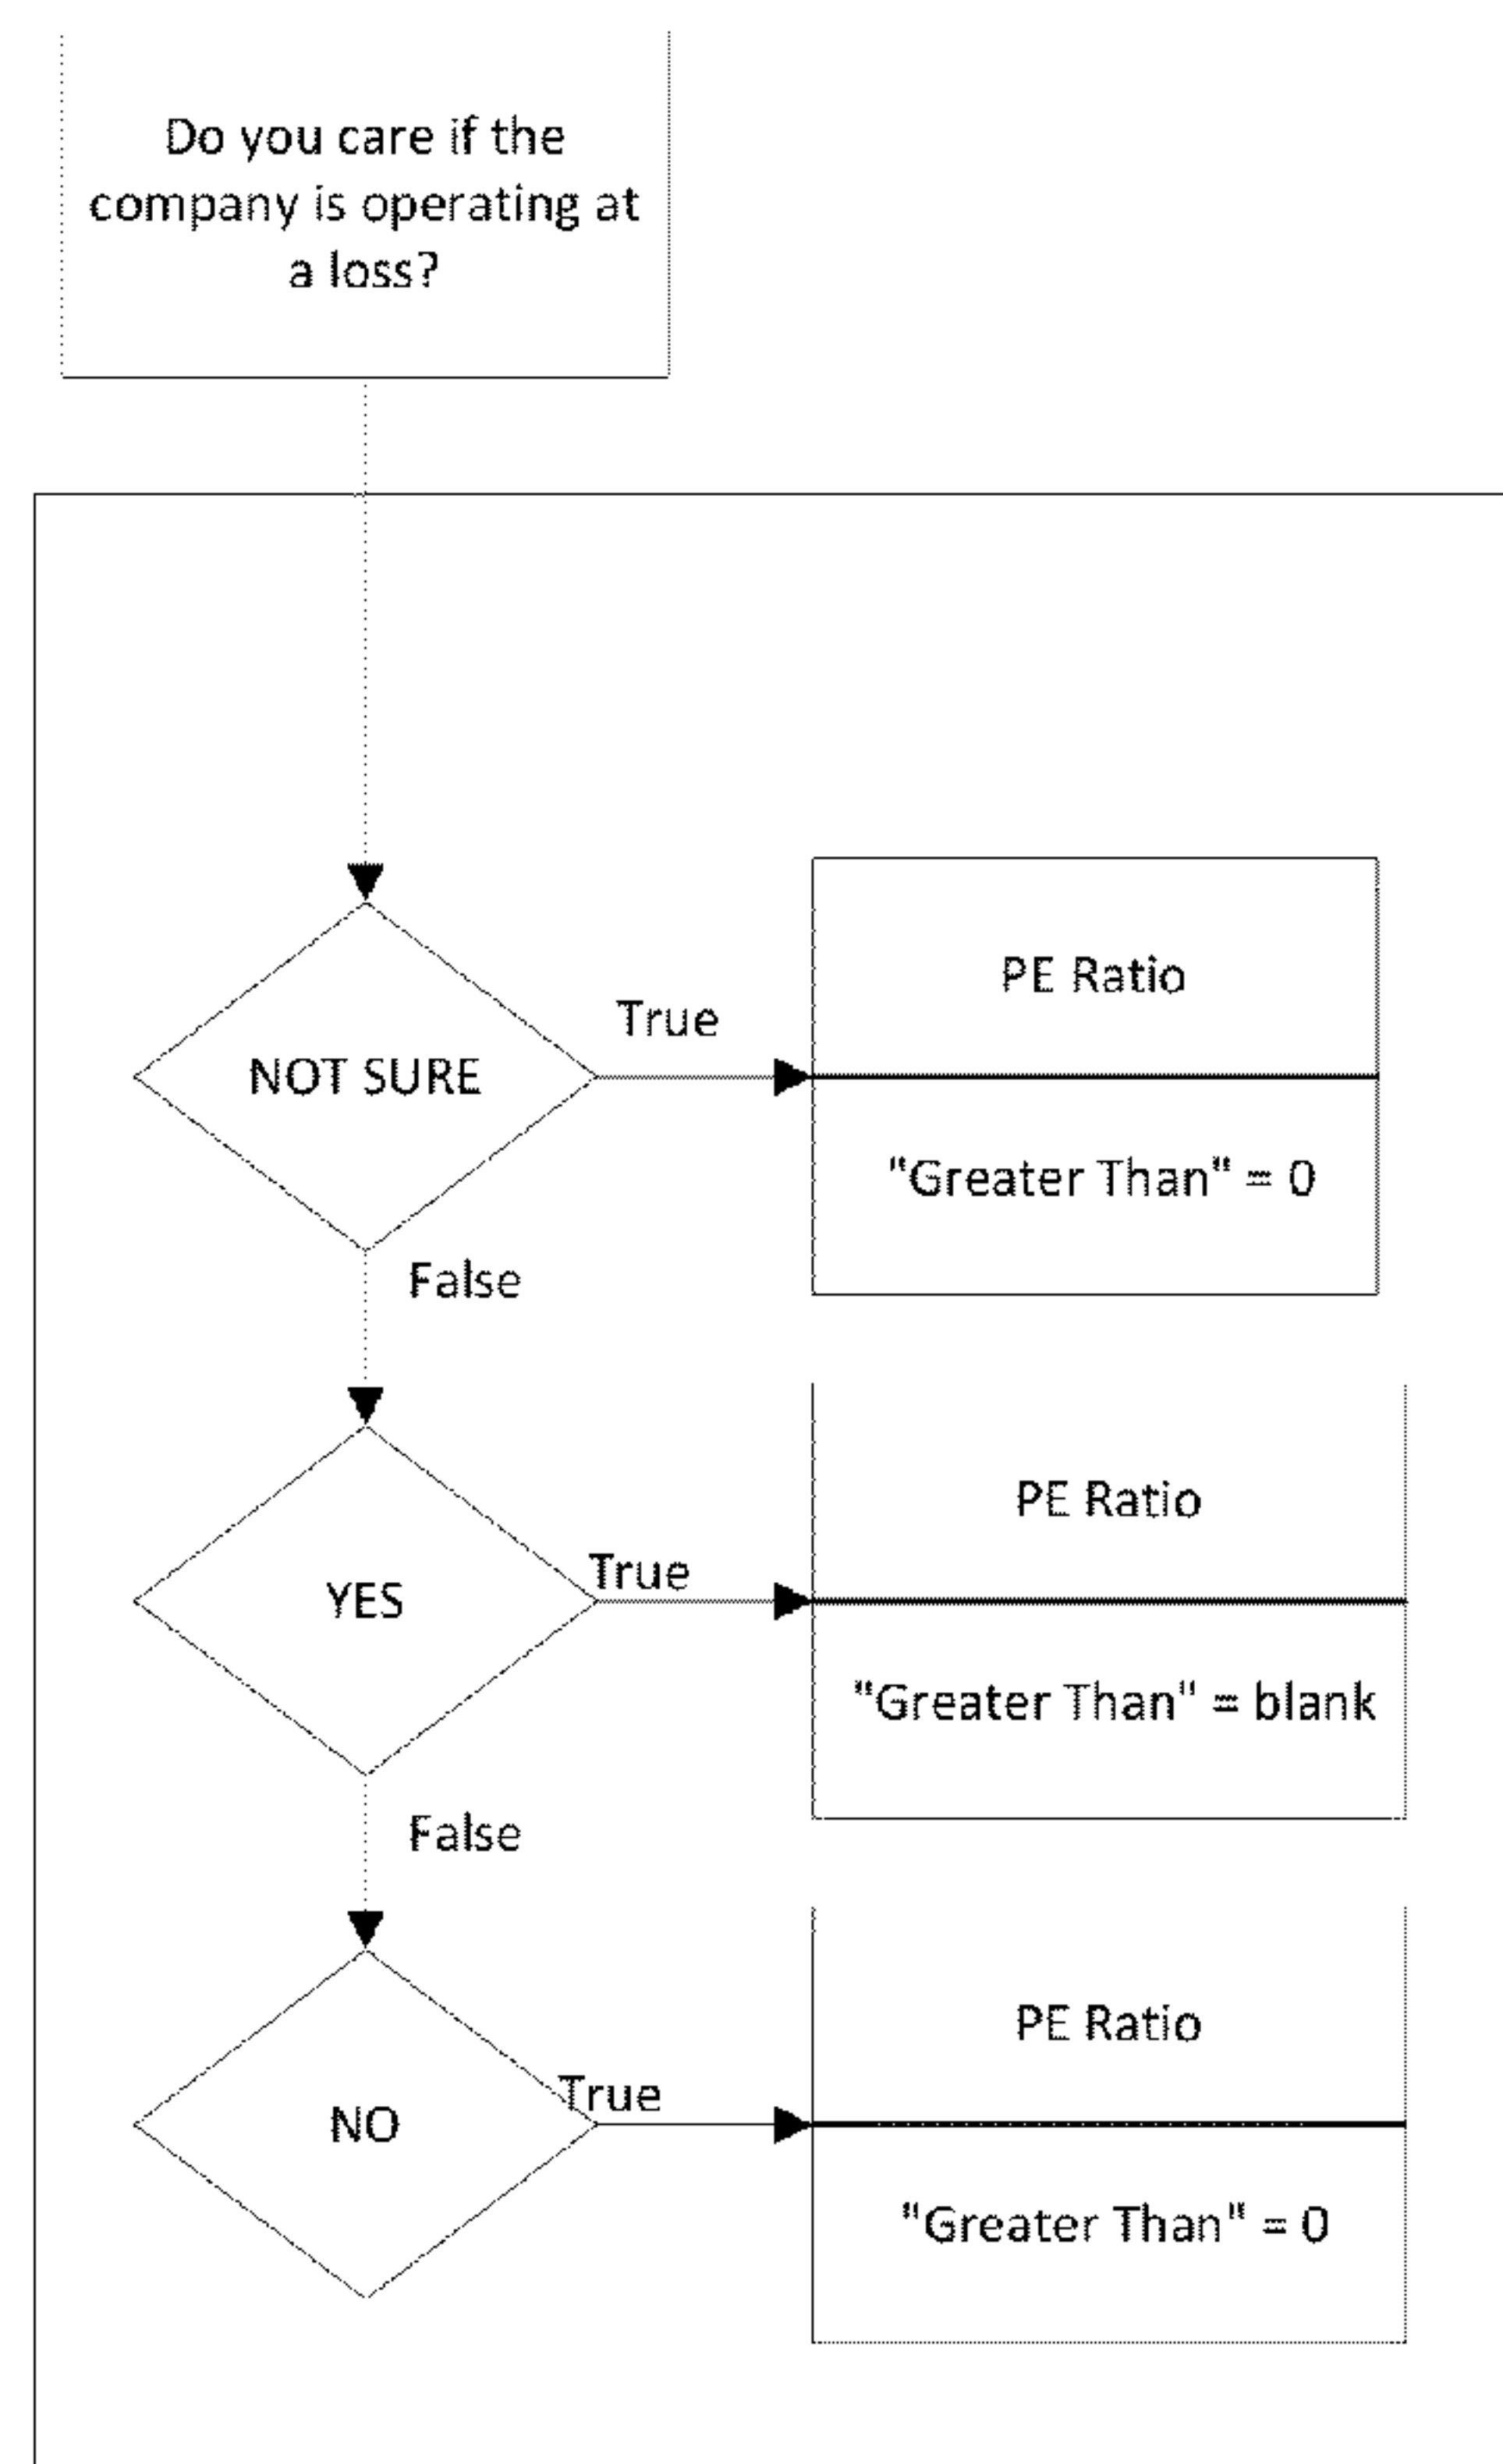 Do you care if the
company is operating at
a loss?
NOT SURE
True
PE Ratio
"Greater Than" = 0
False
YES
True
PE Ratio
"Greater Than" = blank
False
NO
True
PE Ratio
"Greater Than" = 0